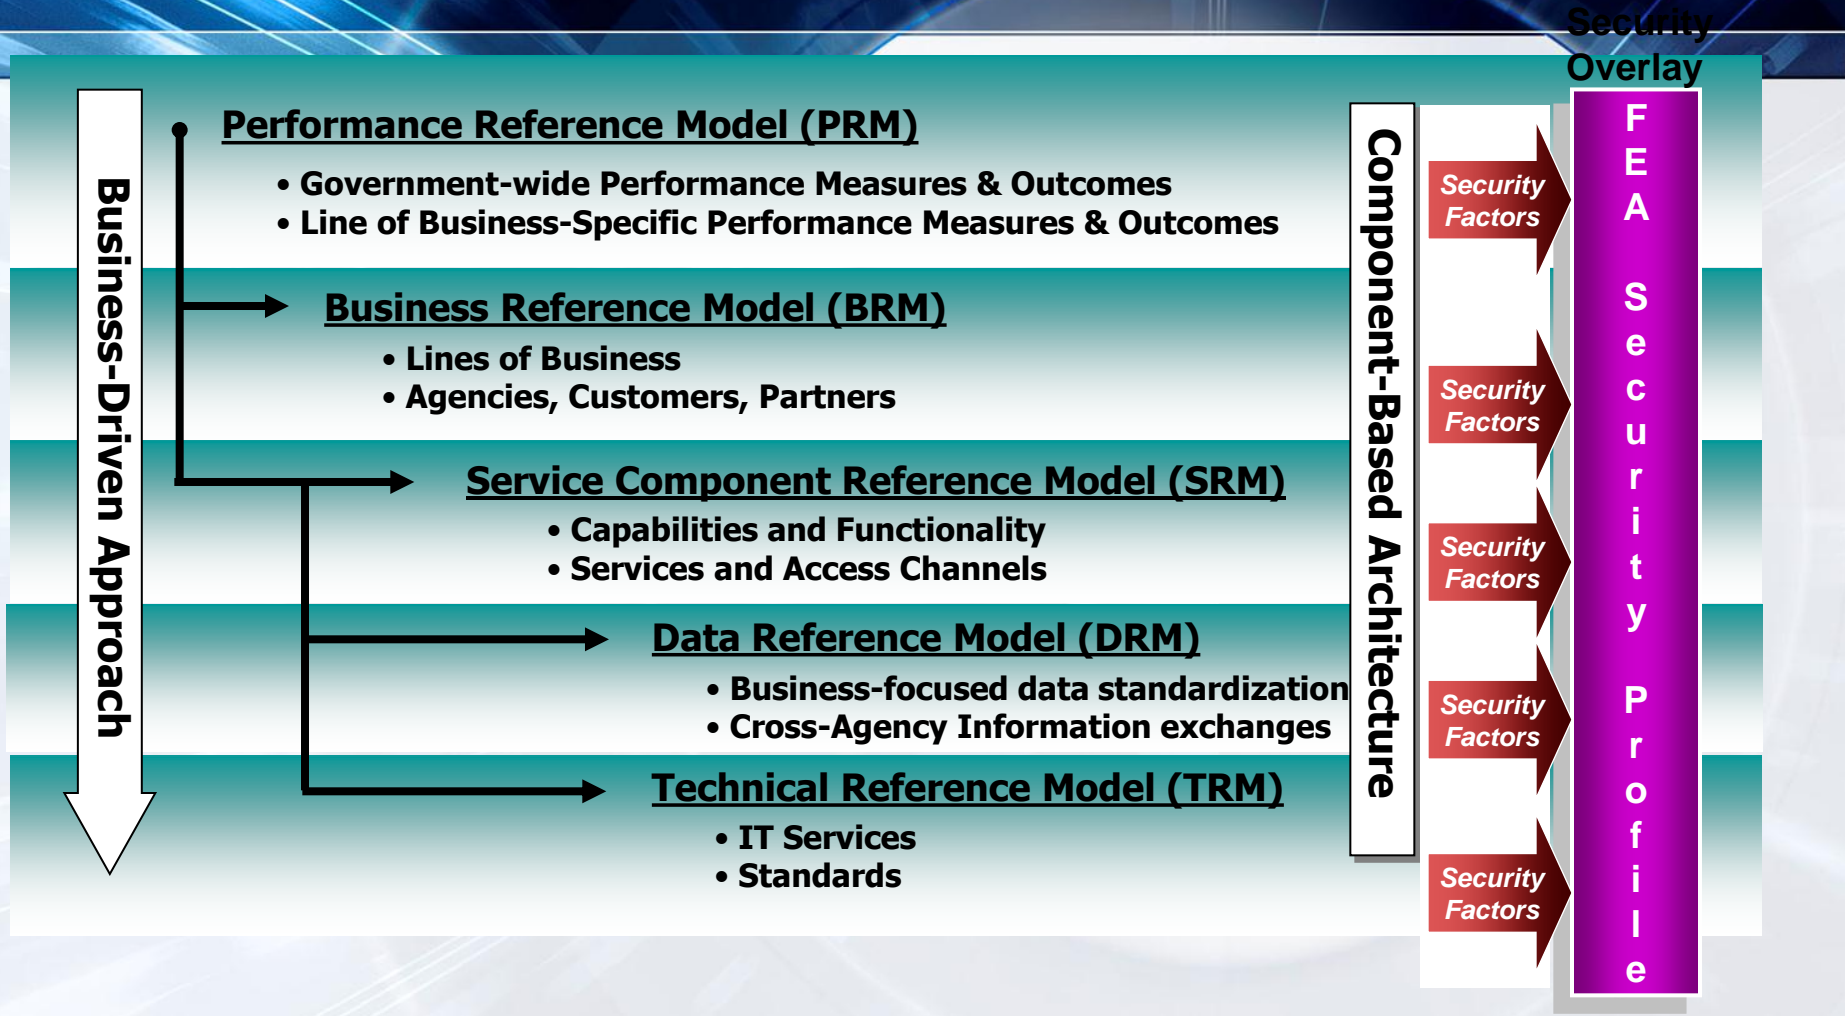 Security
Overlay
Business-Driven Approach
Performance Reference Model (PRM)
• Government-wide Performance Measures & Outcomes
• Line of Business-Specific Performance Measures & Outcomes
Business Reference Model (BRM)
• Lines of Business
• Agencies, Customers, Partners
Service Component Reference Model (SRM)
• Capabilities and Functionality
• Services and Access Channels
Data Reference Model (DRM)
• Business-focused data standardization
• Cross-Agency Information exchanges
Technical Reference Model (TRM)
• IT Services
• Standards
Component-Based Architecture
Security
Factors
Security
Factors
Security
Factors
Security
Factors
Security
Factors
FEA Security Profile